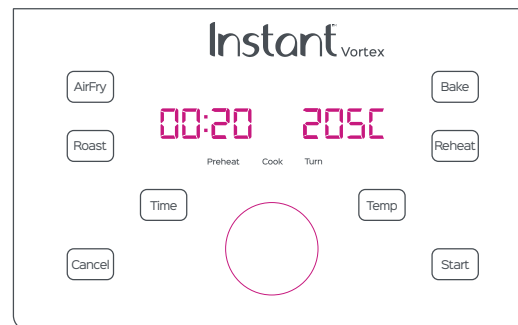 Instant Vortex
AirFry
Bake
00:20 205C
Roast
Reheat
Preheat Cook Turn
Time
Temp
Cancel
Start